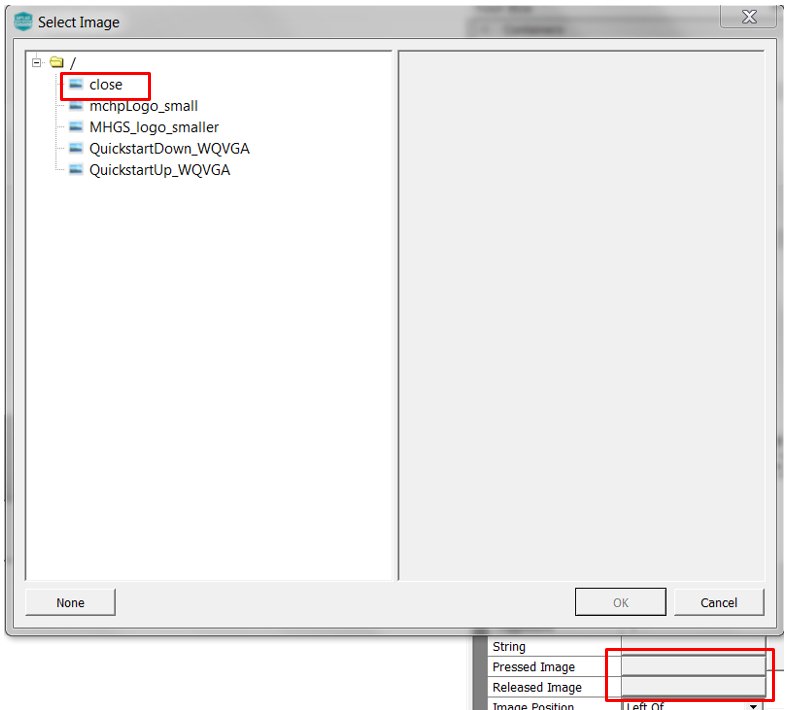 Select Image
/
close
mchpLogo_small
MHGS_logo_smaller
QuickstartDown_WQVGA
QuickstartUp_WQVGA
None
OK
Cancel
String
Pressed Image
Released Image
Image Position
Left Of